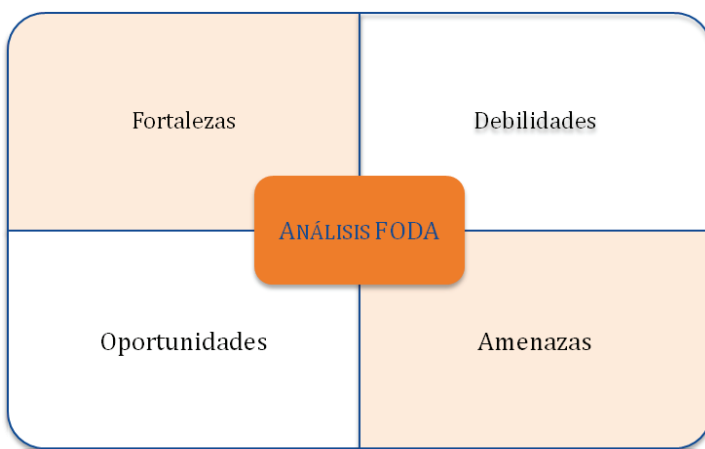 Fortalezas
Debilidades
ANÁLISIS FODA
Oportunidades
Amenazas